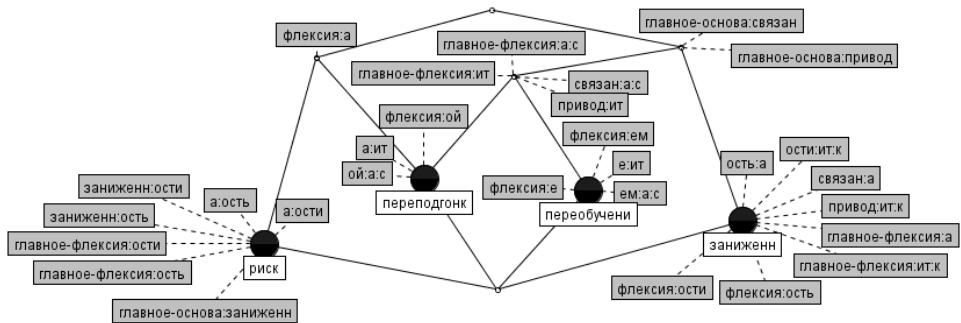 главное-основа:связан
флексия:а
главное-флексия:а:с
главное-основа:привод
главное-флексия:ит
связан:а:с
привод:ит
флексия:ой
флексия:ем
а:ит
ости:ит:к
ость:а
е:ит
ой:а:с
связан:а
заниженн:ости
флексия:е
ем:а:с
а:ость
переподгонк
привод:ит:к
переобучени
заниженн:ость
а:ости
главное-флексия:а
главное-флексия:ости
заниженн
риск
главное-флексия:ит:к
главное-флексия:ость
флексия:ости
флексия:ость
главное-основа:заниженн